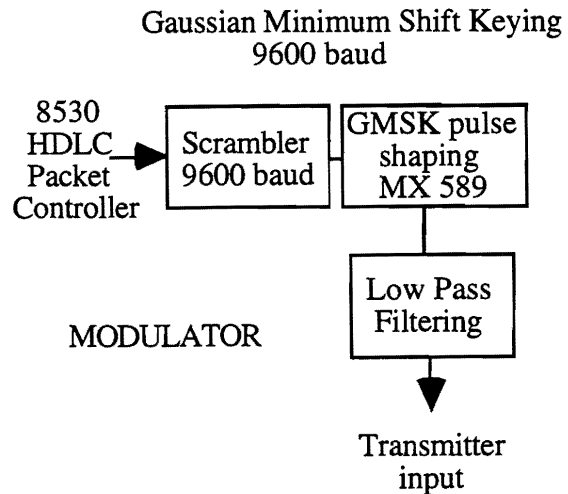 Gaussian Minimum Shift Keying
9600 baud
8530
HDLC
Packet
Controller
Scrambler
9600 baud
GMSK pulse
shaping
MX 589
Low Pass
Filtering
MODULATOR
Transmitter
input